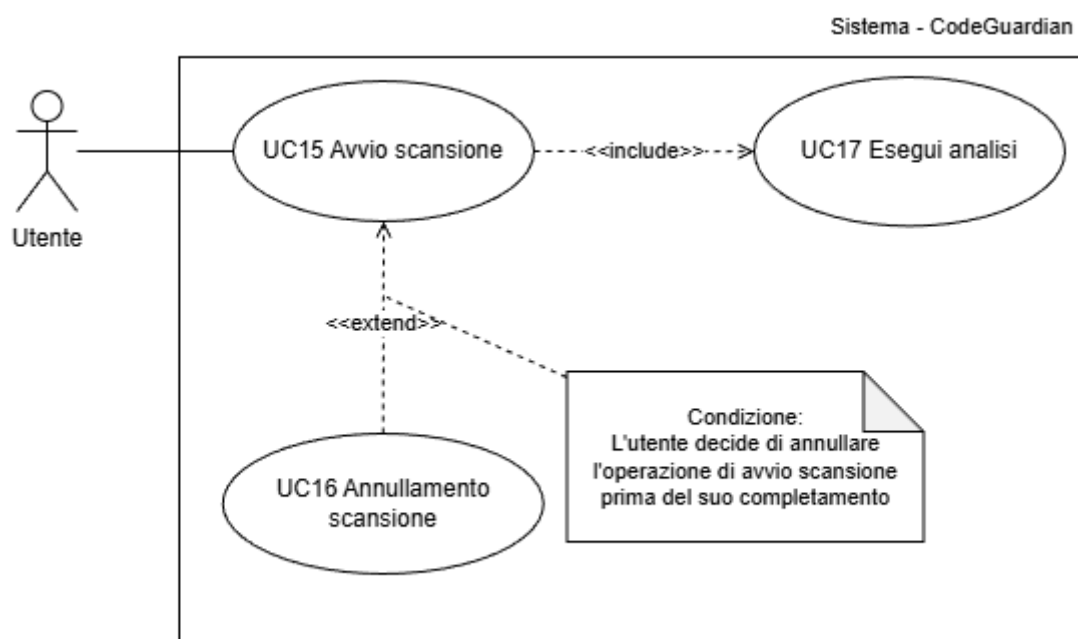 Sistema - CodeGuardian
UC15 Avvio scansione
<<include>>
UC17 Esegui analisi
Utente
<<extend>>
Condizione:
L'utente decide di annullare
l'operazione di avvio scansione
prima del suo completamento
UC16 Annullamento
scansione